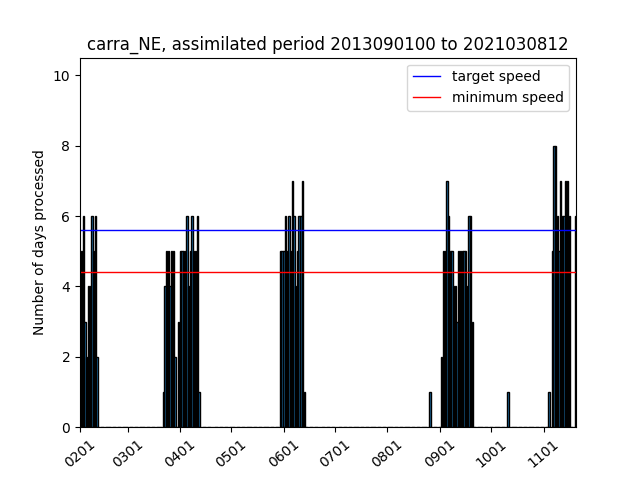 carra_NE, assimilated period 2013090100 to 2021030812
target speed
minimum speed
Number of days processed
10
8
6
4
2
0
0201 0301 0401 0501 0601 0701 0801 0901 1001 1101